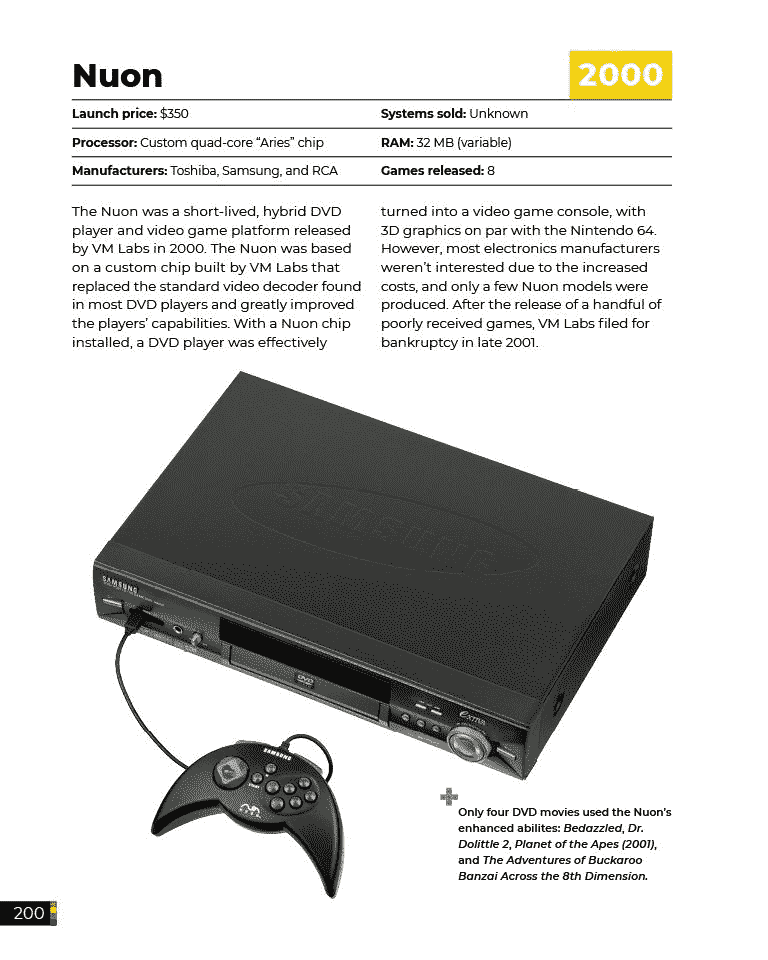 Nuon
2000
Launch price: $350
Systems sold: Unknown
Processor: Custom quad-core “Aries” chip
RAM: 32 MB (variable)
Manufacturers: Toshiba, Samsung, and RCA
Games released: 8
The Nuon was a short-lived, hybrid DVD
player and video game platform released
by VM Labs in 2000. The Nuon was based
on a custom chip built by VM Labs that
replaced the standard video decoder found
in most DVD players and greatly improved
the players’ capabilities. With a Nuon chip
installed, a DVD player was effectively
turned into a video game console, with
3D graphics on par with the Nintendo 64.
However, most electronics manufacturers
weren’t interested due to the increased
costs, and only a few Nuon models were
produced. After the release of a handful of
poorly received games, VM Labs filed for
bankruptcy in late 2001.
SAMSUNG
SAMSUNG
DVD
Extiva
SAMSUNG
Only four DVD movies used the Nuon’s
enhanced abilites: Bedazzled, Dr.
Dolittle 2, Planet of the Apes (2001),
and The Adventures of Buckaroo
Banzai Across the 8th Dimension.
200